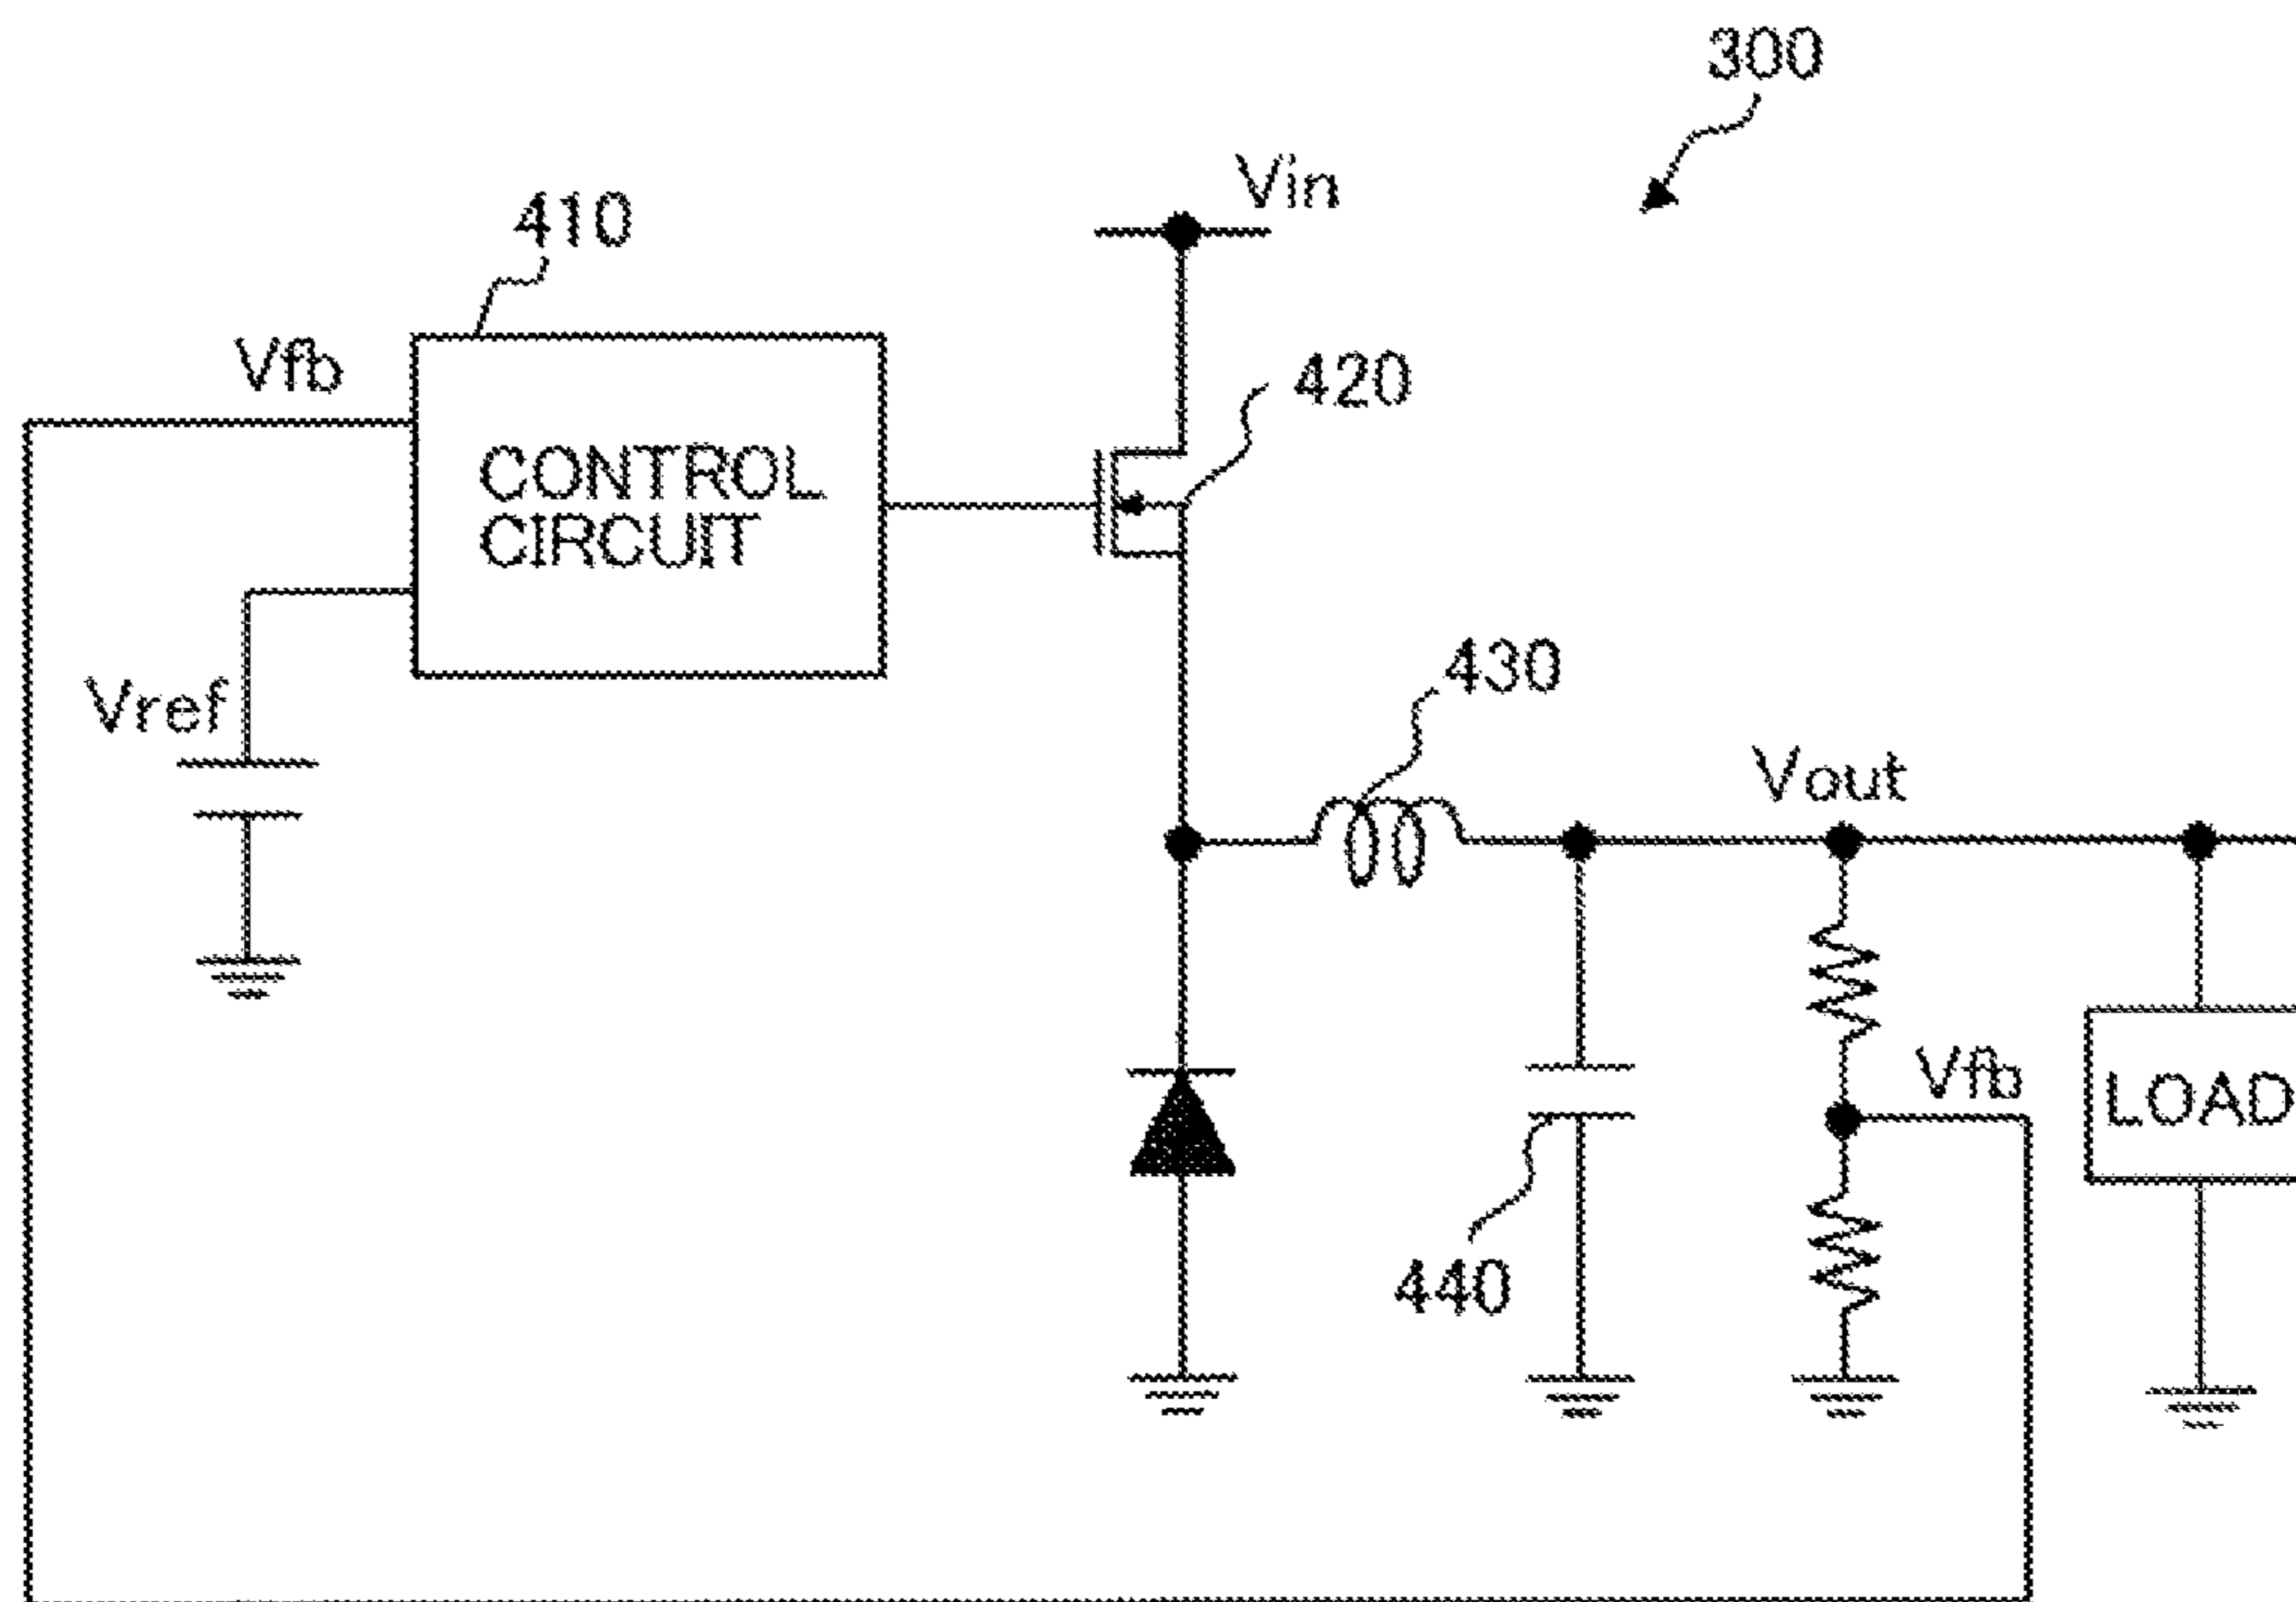 300
Vin
410
Vfb
420
CONTROL
CIRCUIT
430
Vref
Vout
Vfb
LOAD
440